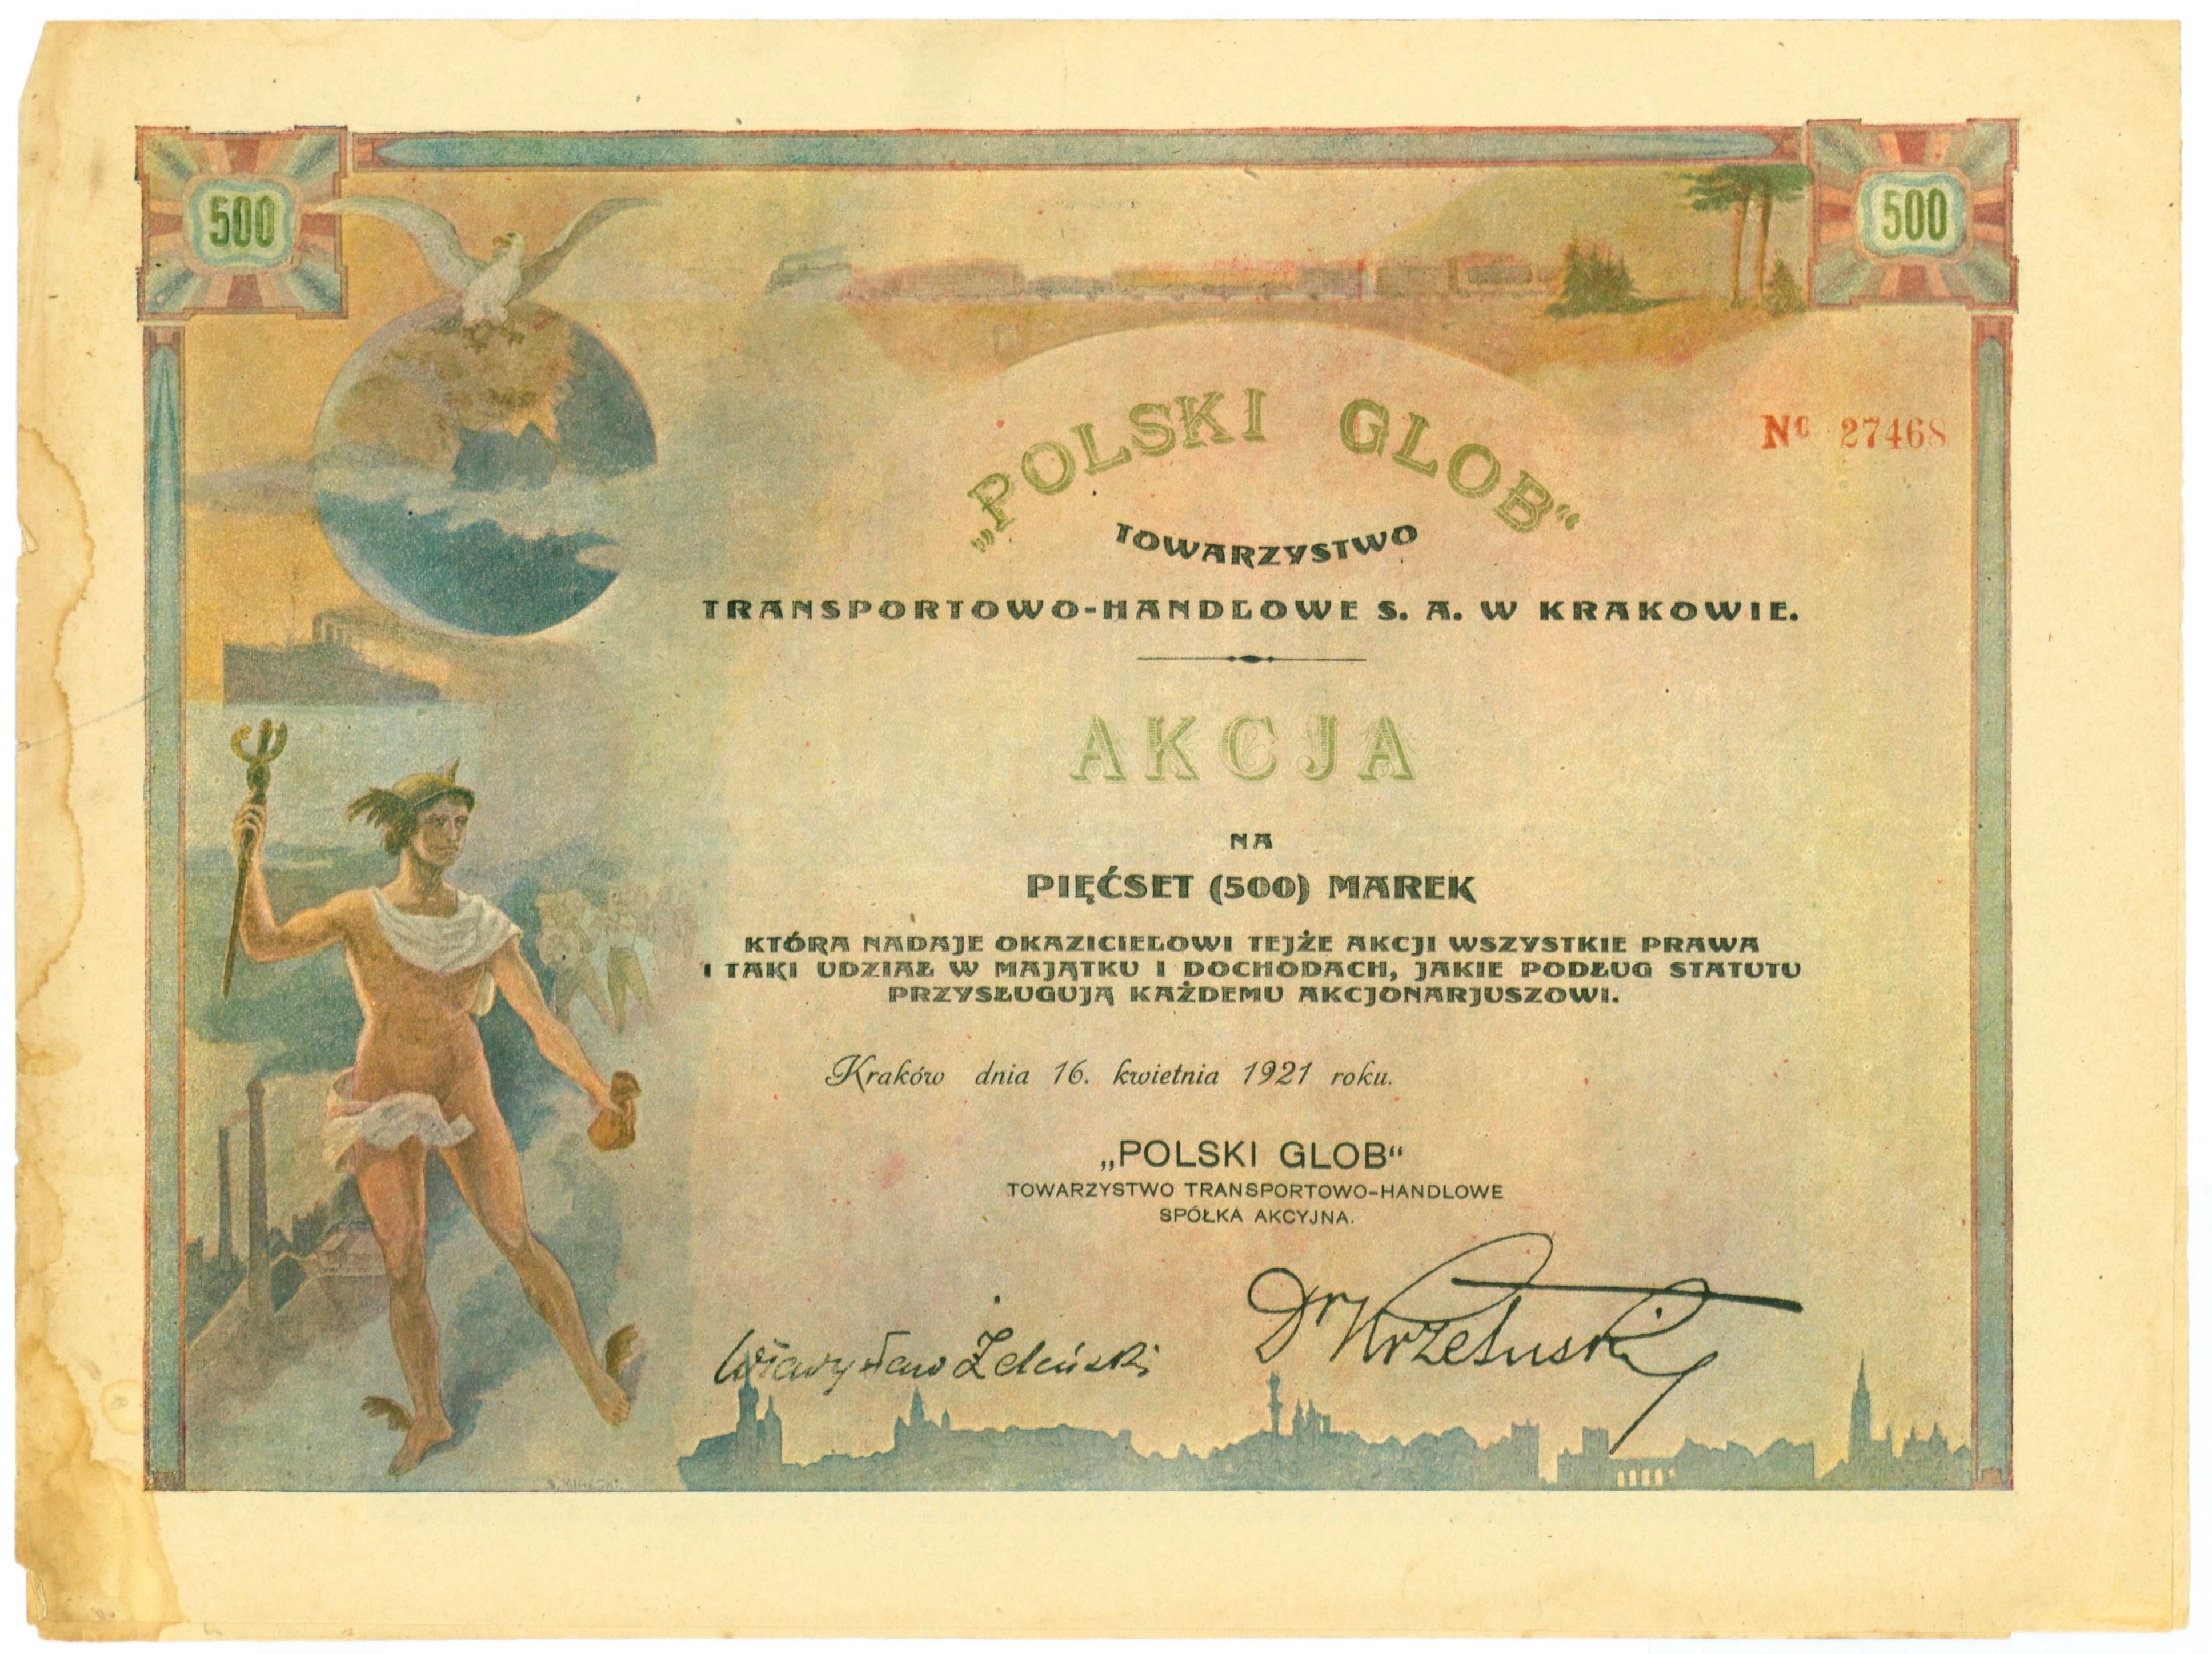 500
500
„POLSKI GLOB“
Nº 27468
TOWARZYSTWO
TRANSPORTOWO-HANDLOWE S. A. W KRAKOWIE.
AKCJA
NA
PIĘĆSET (500) MAREK
KTÓRA NADAJE OKAZICIELOWI TEJŻE AKCJI WSZYSTKIE PRAWA
I TAKI UDZIAŁ W MAJĄTKU I DOCHODACH, JAKIE PODŁUG STATUTU
PRZYSŁUGUJĄ KAŻDEMU AKCJONARJUSZOWI.
Kraków dnia 16. kwietnia 1921 roku.
„POLSKI GLOB“
TOWARZYSTWO TRANSPORTOWO-HANDLOWE
SPÓŁKA AKCYJNA.
Żeleński
Dr